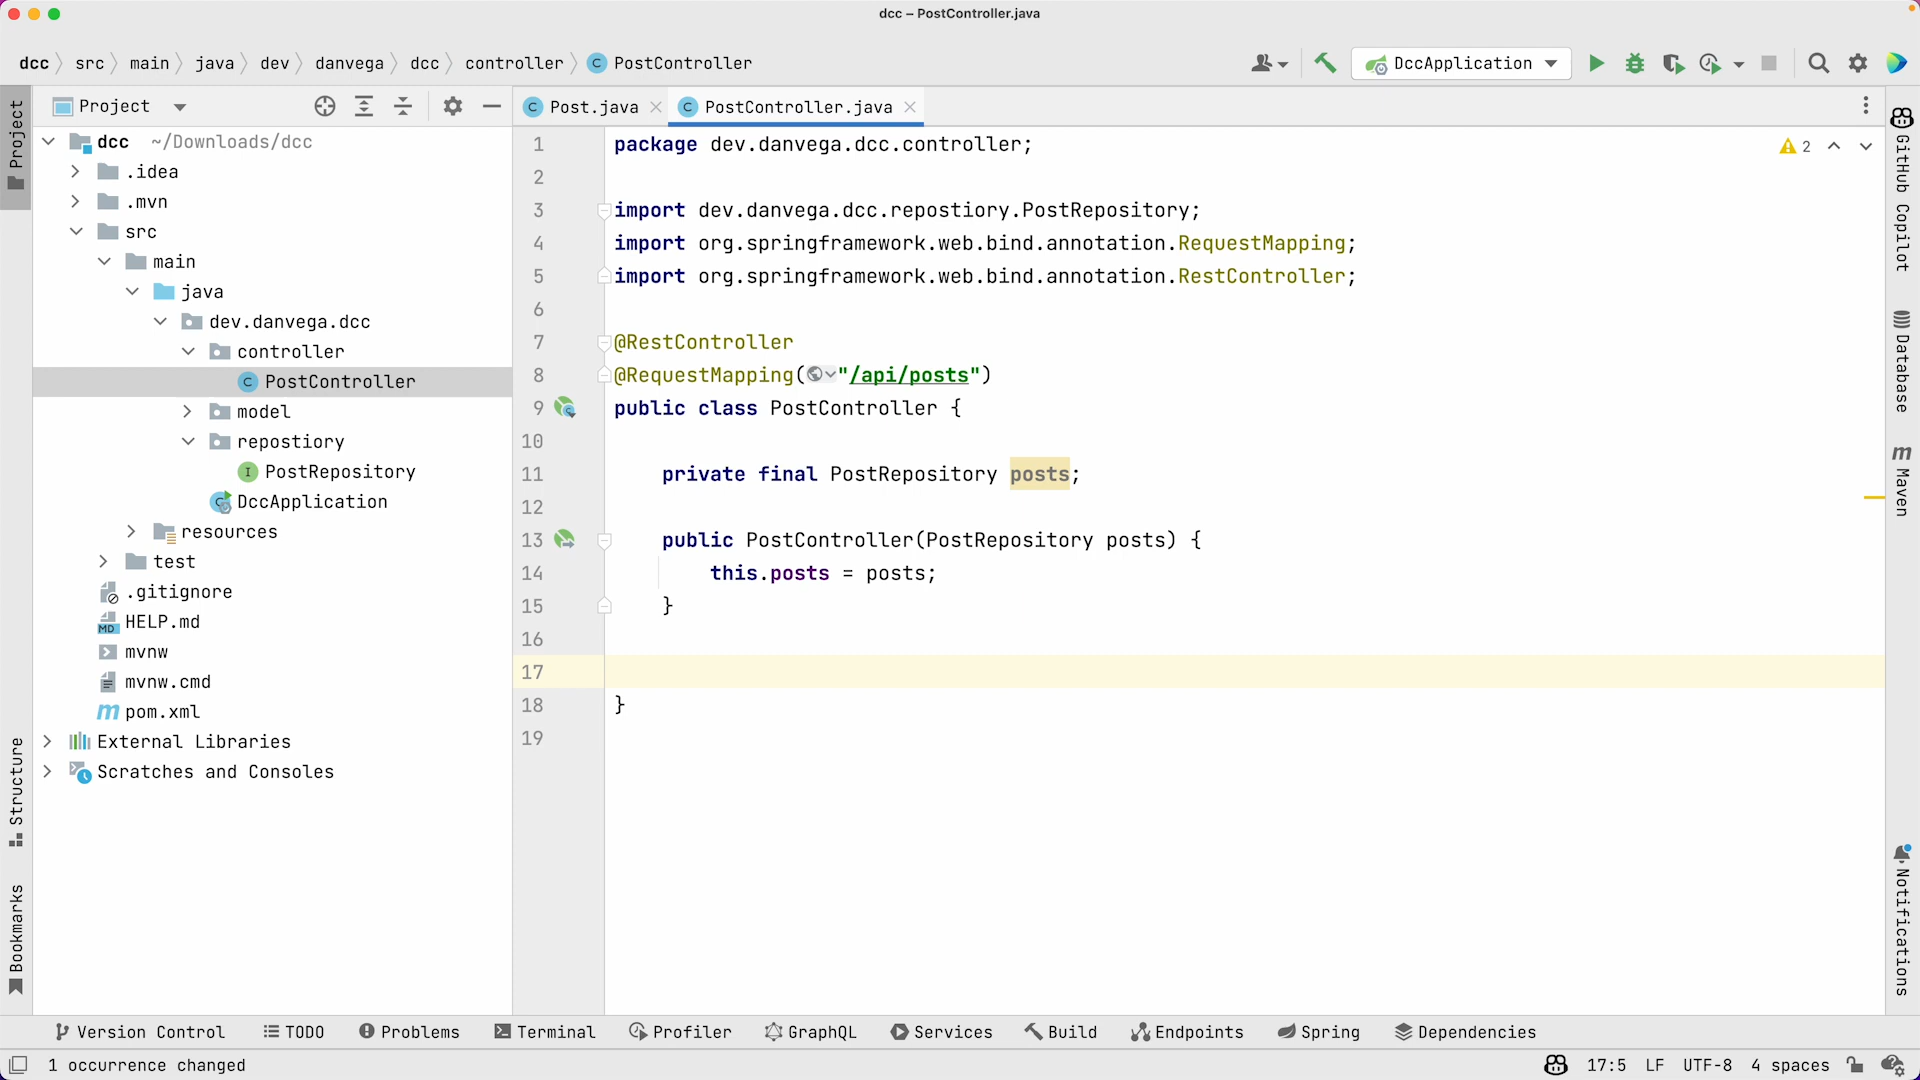 dcc – PostController.java
dcc src main java dev danvega dcc controller PostController
DccApplication
Project
Post.java
PostController.java
Project
Structure
Bookmarks
dcc ~/Downloads/dcc
.idea
.mvn
src
main
java
dev.danvega.dcc
controller
PostController
model
repostiory
PostRepository
DccApplication
resources
test
.gitignore
HELP.md
mvnw
mvnw.cmd
pom.xml
External Libraries
Scratches and Consoles
1 package dev.danvega.dcc.controller;
2
3 import dev.danvega.dcc.repostiory.PostRepository;
4 import org.springframework.web.bind.annotation.RequestMapping;
5 import org.springframework.web.bind.annotation.RestController;
6
7 @RestController
8 @RequestMapping("/api/posts")
9 public class PostController {
10
11 private final PostRepository posts;
12
13 public PostController(PostRepository posts) {
14 this.posts = posts;
15 }
16
17
18 }
19
2
GitHub Copilot
Database
Maven
Notifications
Version Control TODO Problems Terminal Profiler GraphQL Services Build Endpoints Spring Dependencies
1 occurrence changed
17:5 LF UTF-8 4 spaces